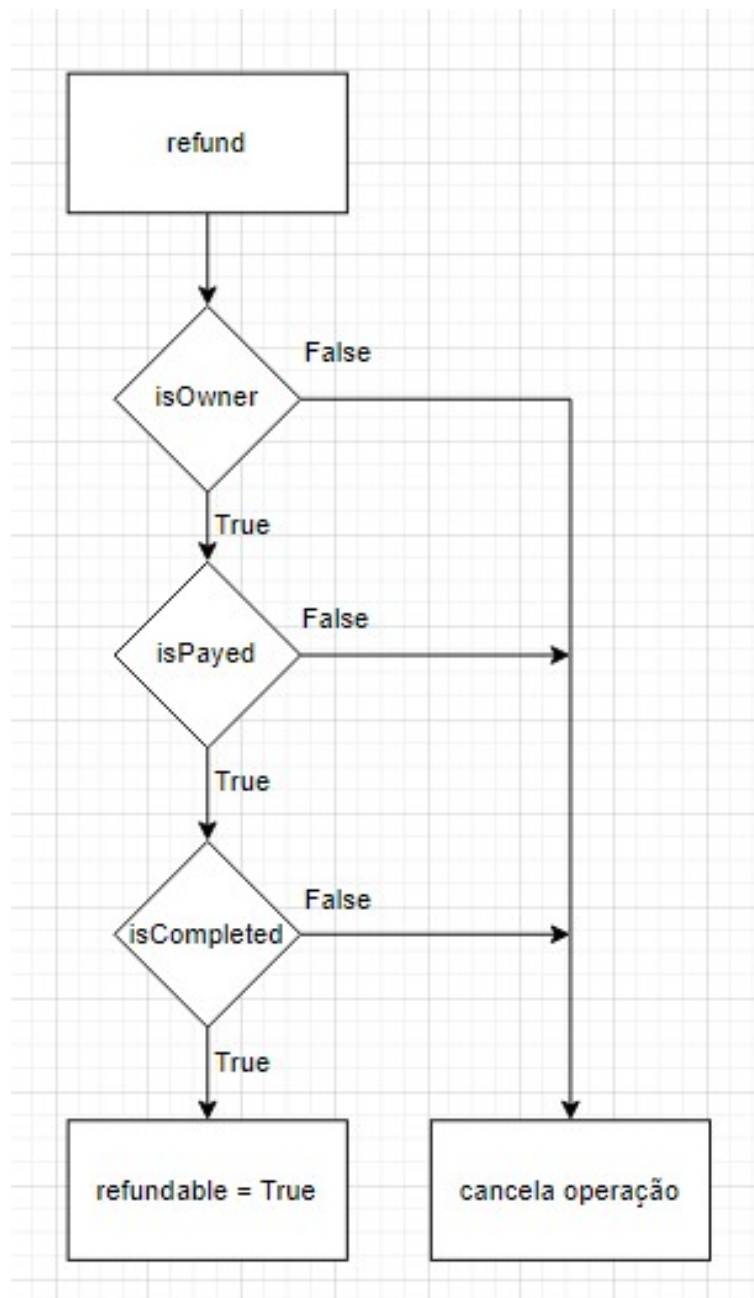 refund
False
isOwner
True
False
isPayed
True
False
isCompleted
True
refundable = True
cancela operação